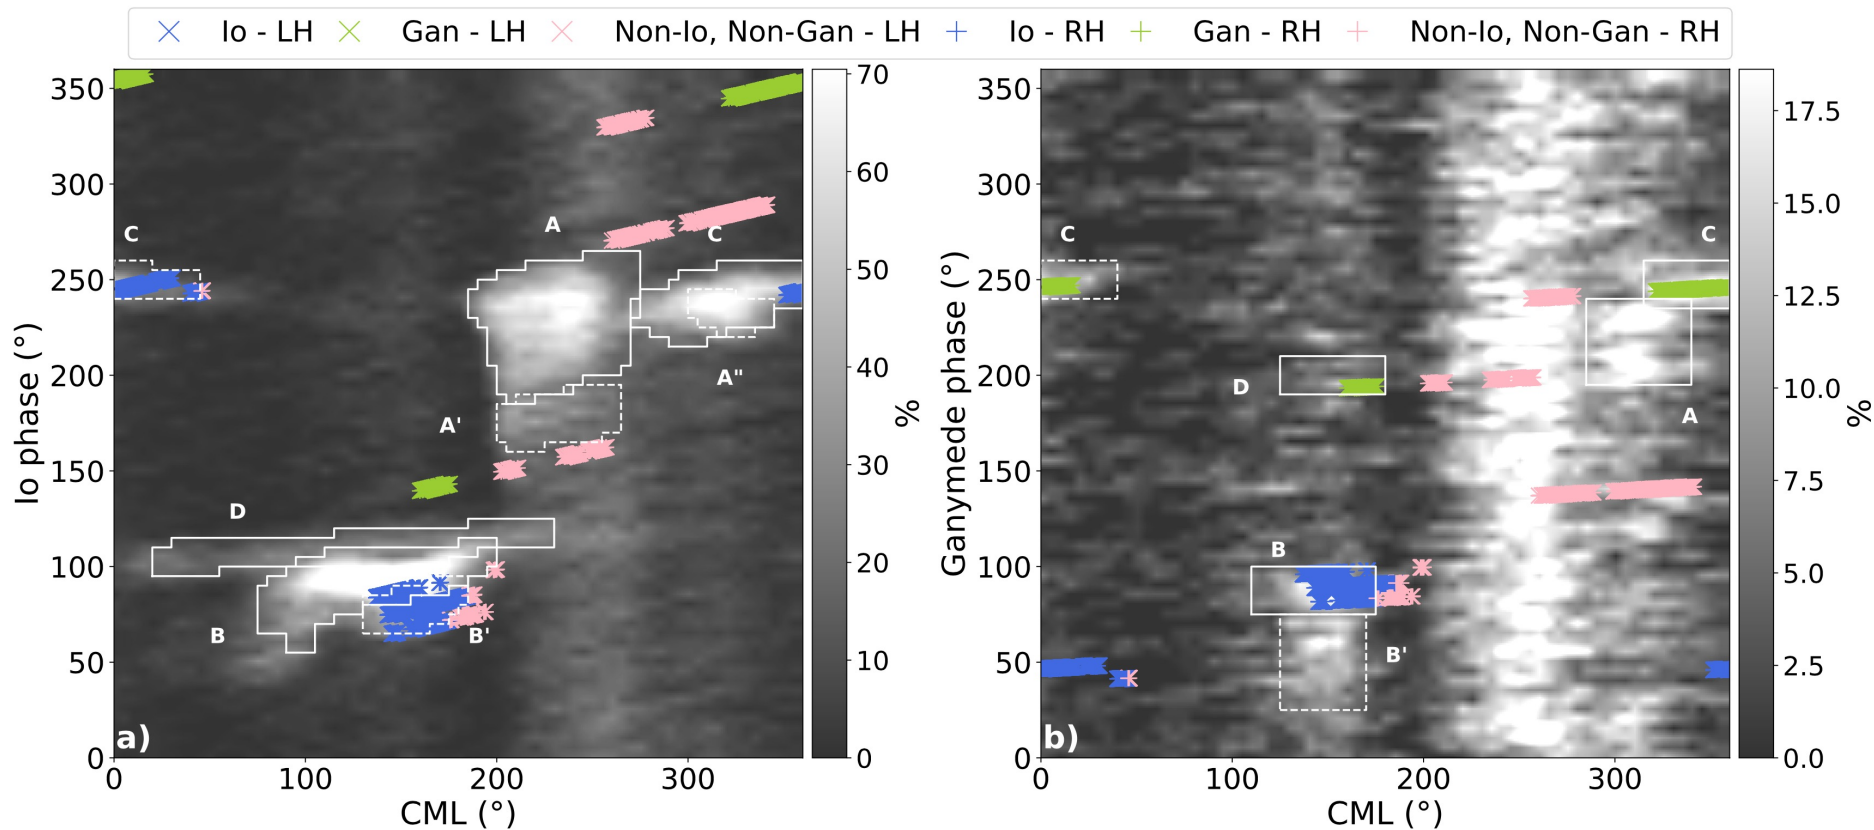 Io - LH Gan - LH Non-Io, Non-Gan - LH Io - RH Gan - RH Non-Io, Non-Gan - RH
350
300
250
200
150
100
50
0
Io phase (°)
C
A
C
A"
A'
D
B
B'
a)
0 100 200 300
CML (°)
70
60
50
40
30
20
10
0
%
350
300
250
200
150
100
50
0
Ganymede phase (°)
C
C
D
A
B
B'
b)
0 100 200 300
CML (°)
17.5
15.0
12.5
10.0
7.5
5.0
2.5
0.0
%